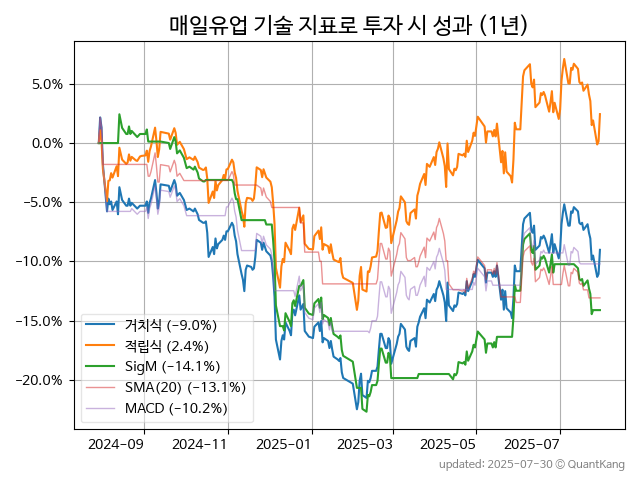 매일유업 기술 지표로 투자 시 성과 (1년)
5.0%
0.0%
−5.0%
−10.0%
−15.0%
−20.0%
거치식 (−9.0%)
적립식 (2.4%)
SigM (−14.1%)
SMA(20) (−13.1%)
MACD (−10.2%)
2024−09 2024−11 2025−01 2025−03 2025−05 2025−07
updated: 2025-07-30 © QuantKang